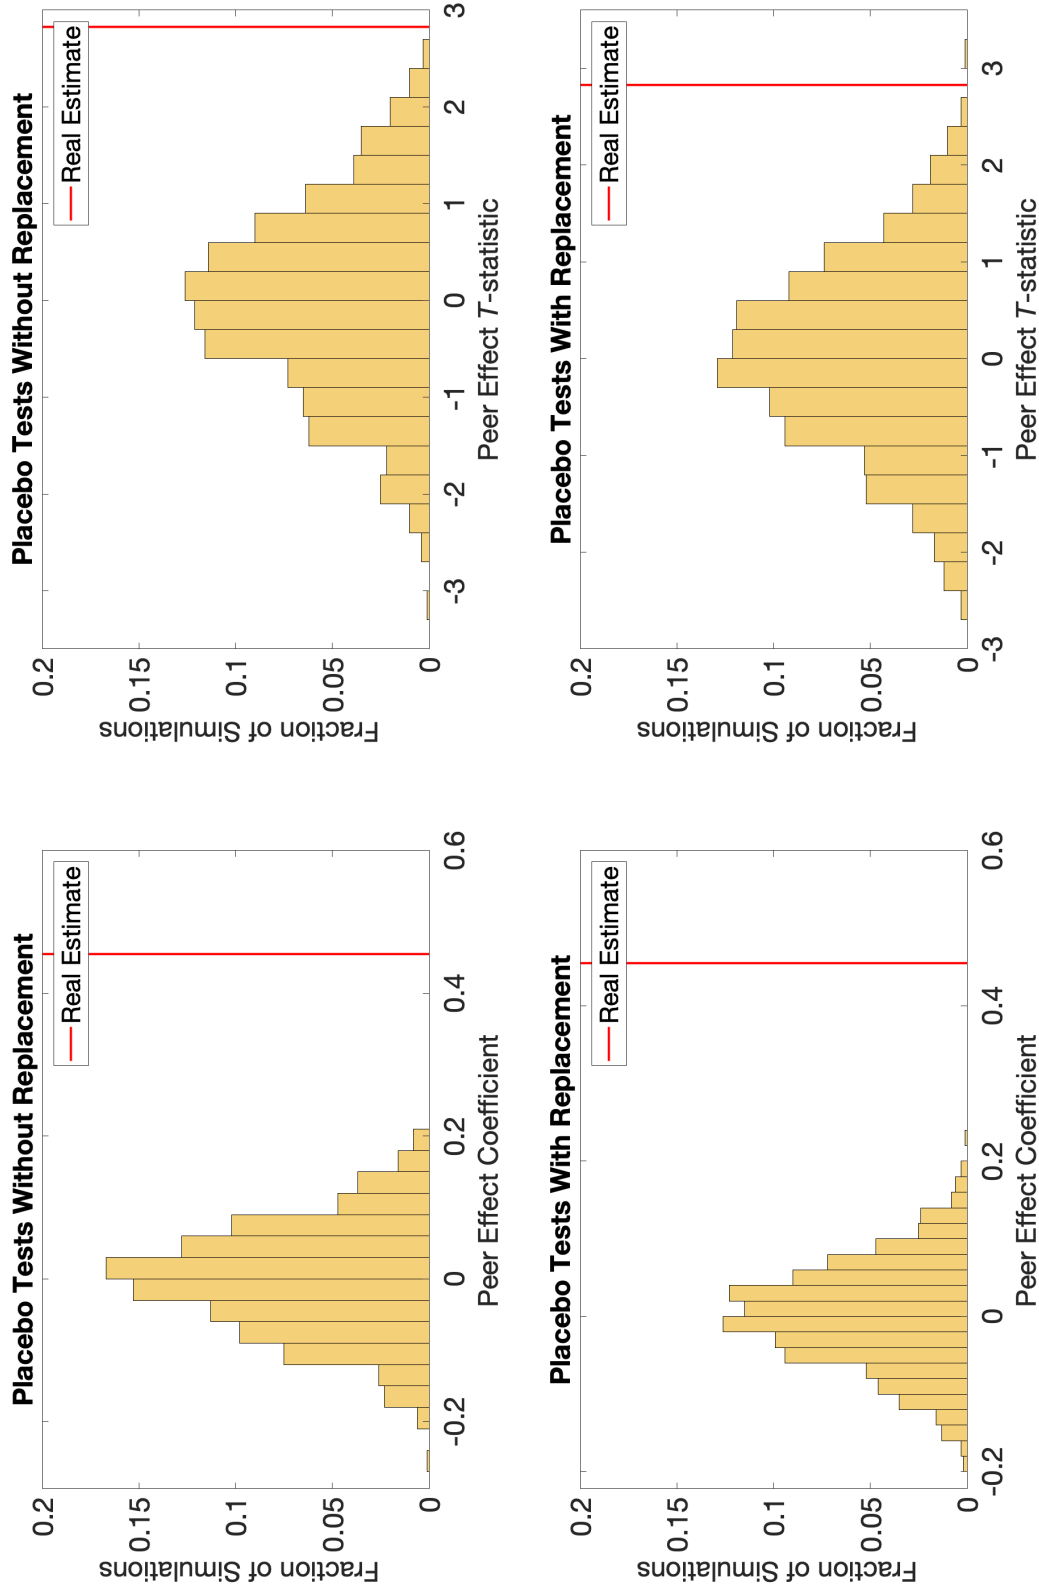 Placebo Tests Without Replacement
Real Estimate
Fraction of Simulations
0.2
0.15
0.1
0.05
0
-0.2
0
0.2
0.4
0.6
Peer Effect Coefficient
Placebo Tests Without Replacement
Real Estimate
Fraction of Simulations
0.2
0.15
0.1
0.05
0
-3
-2
-1
0
1
2
3
Peer Effect T-statistic
Placebo Tests With Replacement
Real Estimate
Fraction of Simulations
0.2
0.15
0.1
0.05
0
-0.2
0
0.2
0.4
0.6
Peer Effect Coefficient
Placebo Tests With Replacement
Real Estimate
Fraction of Simulations
0.2
0.15
0.1
0.05
0
-3
-2
-1
0
1
2
3
Peer Effect T-statistic